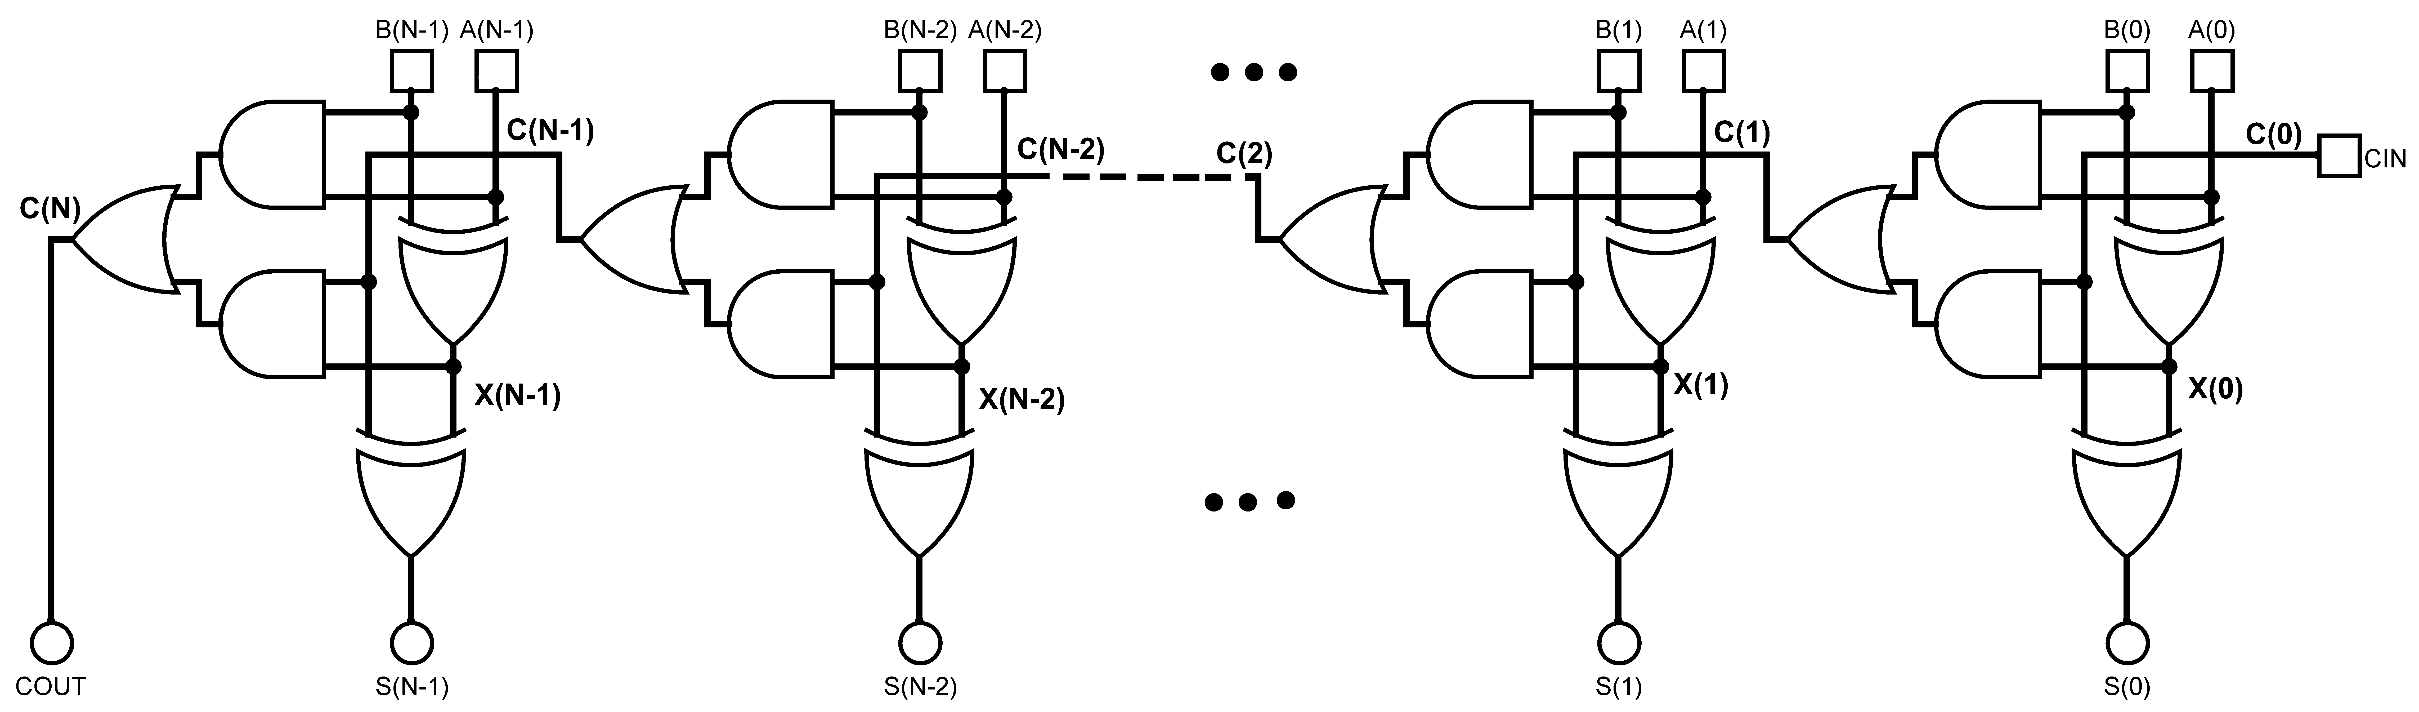 B(N-1) A(N-1) B(N-2) A(N-2) B(1) A(1) B(0) A(0)
C(N-1) C(N-2) C(2) C(1) C(0)
CIN
C(N)
X(N-1) X(N-2) X(1) X(0)
COUT S(N-1) S(N-2) S(1) S(0)